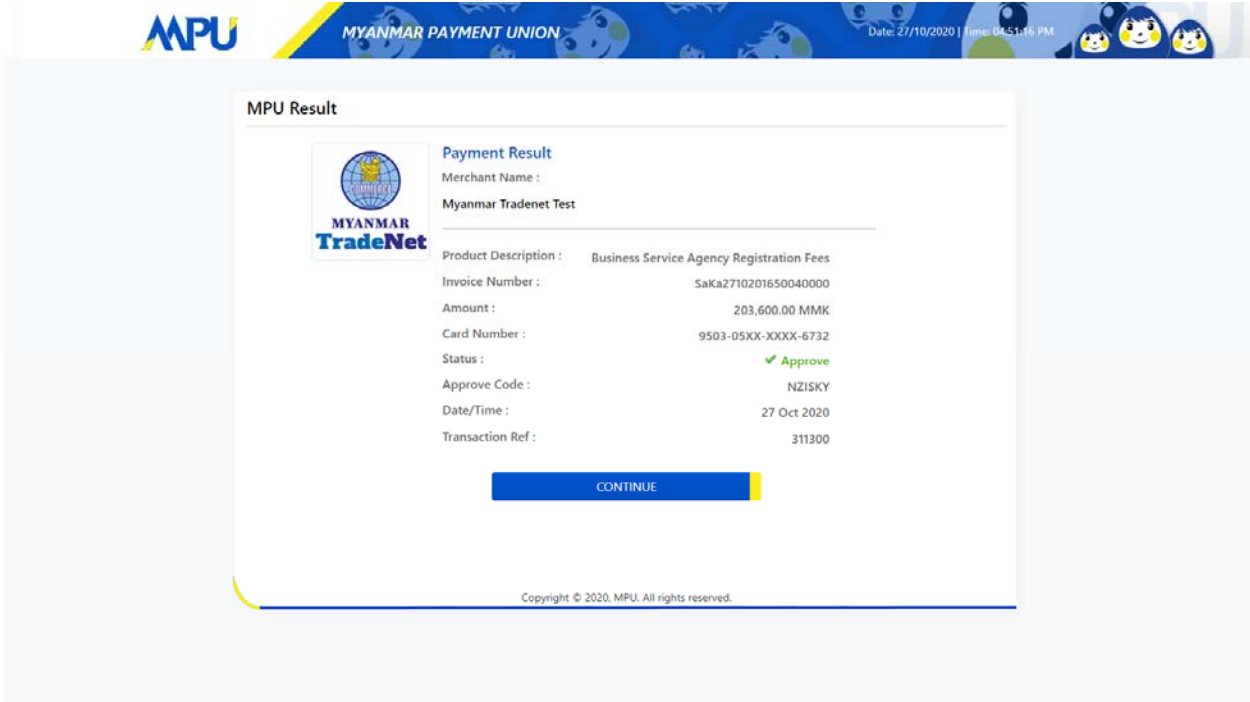 MPU
MYANMAR PAYMENT UNION
Date: 27/10/2020 | Time: 04:51:16 PM
MPU Result
COMMERCE
MYANMAR
TradeNet
Payment Result
Merchant Name :
Myanmar Tradenet Test
Product Description : Business Service Agency Registration Fees
Invoice Number : SaKa2710201650040000
Amount : 203,600.00 MMK
Card Number : 9503-05XX-XXXX-6732
Status : ✔ Approve
Approve Code : NZISKY
Date/Time : 27 Oct 2020
Transaction Ref : 311300
CONTINUE
Copyright © 2020, MPU. All rights reserved.